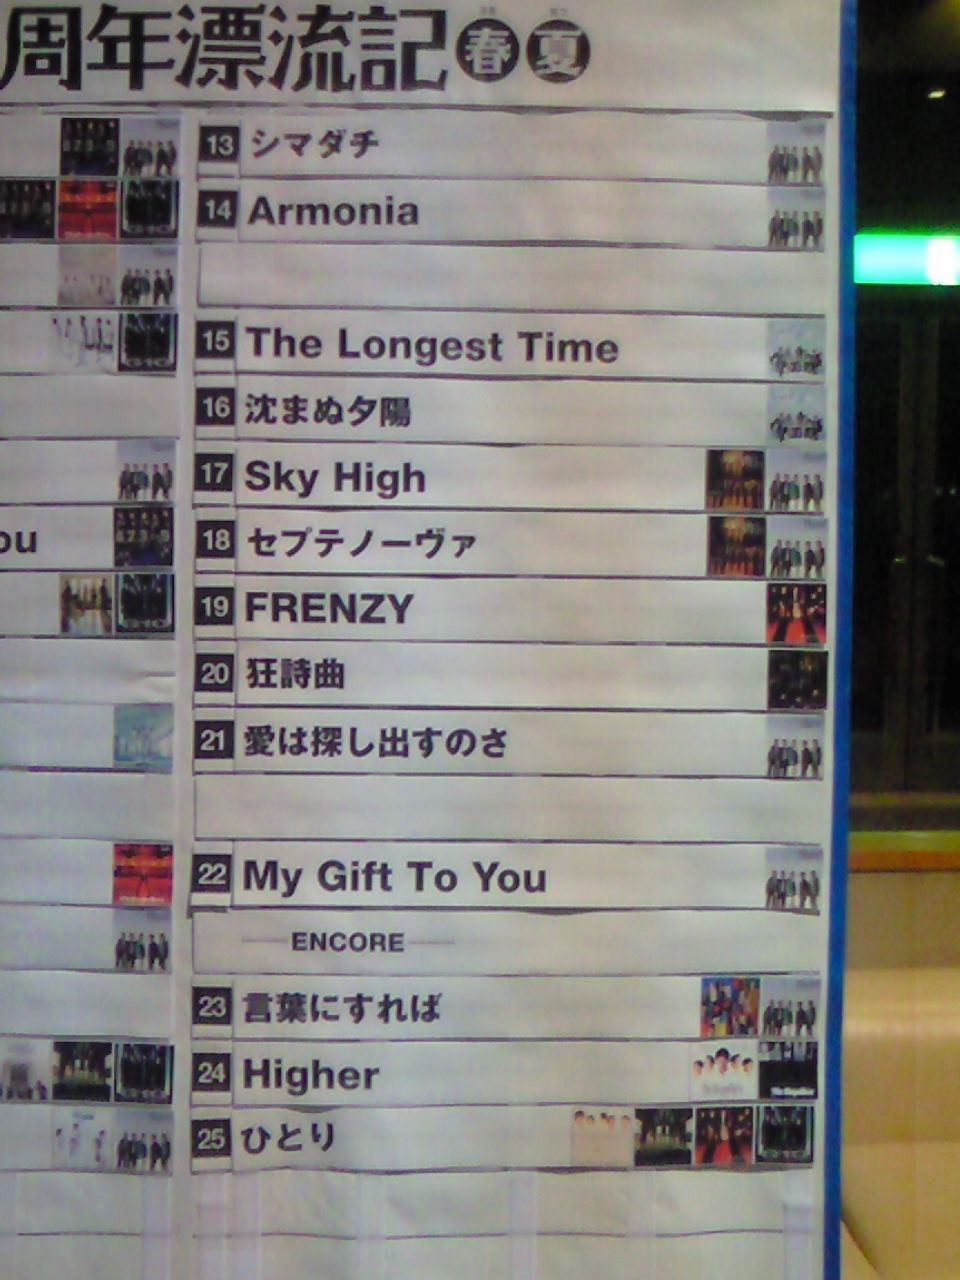 周年漂流記 春 夏
13 シマダチ
14 Armonia
15 The Longest Time
16 沈まぬ夕陽
17 Sky High
ou
18 セプテノーヴァ
19 FRENZY
20 狂詩曲
21 愛は探し出すのさ
22 My Gift To You
ENCORE
23 言葉にすれば
24 Higher
25 ひとり